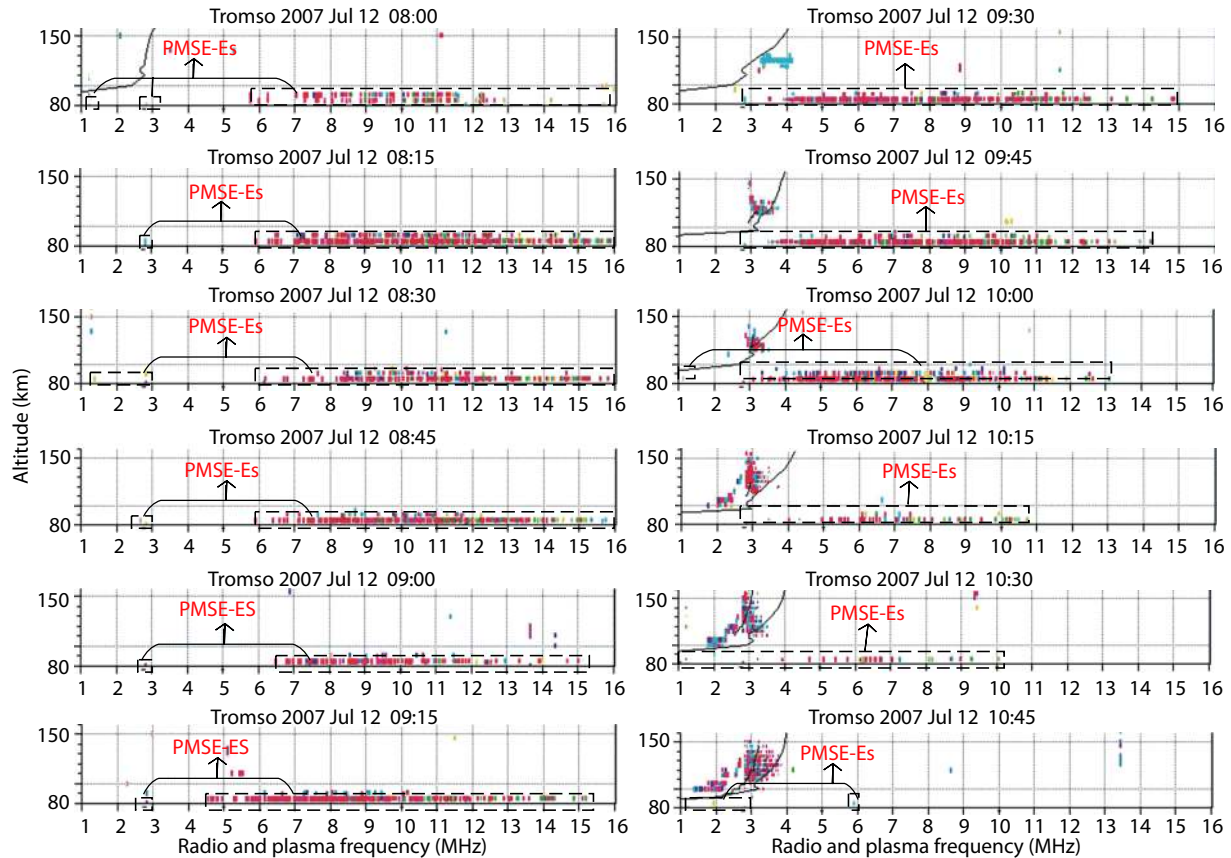 Tromso 2007 Jul 12 08:00
150
PMSE-Es
80
1 2 3 4 5 6 7 8 9 10 11 12 13 14 15 16
Tromso 2007 Jul 12 08:15
150
PMSE-Es
80
1 2 3 4 5 6 7 8 9 10 11 12 13 14 15 16
Tromso 2007 Jul 12 08:30
150
PMSE-Es
80
1 2 3 4 5 6 7 8 9 10 11 12 13 14 15 16
Tromso 2007 Jul 12 08:45
150
PMSE-Es
80
1 2 3 4 5 6 7 8 9 10 11 12 13 14 15 16
Tromso 2007 Jul 12 09:00
150
PMSE-ES
80
1 2 3 4 5 6 7 8 9 10 11 12 13 14 15 16
Tromso 2007 Jul 12 09:15
150
PMSE-ES
80
1 2 3 4 5 6 7 8 9 10 11 12 13 14 15 16
Radio and plasma frequency (MHz)
Altitude (km)
Tromso 2007 Jul 12 09:30
150
PMSE-Es
80
1 2 3 4 5 6 7 8 9 10 11 12 13 14 15 16
Tromso 2007 Jul 12 09:45
150
PMSE-Es
80
1 2 3 4 5 6 7 8 9 10 11 12 13 14 15 16
Tromso 2007 Jul 12 10:00
150
PMSE-Es
80
1 2 3 4 5 6 7 8 9 10 11 12 13 14 15 16
Tromso 2007 Jul 12 10:15
150
PMSE-Es
80
1 2 3 4 5 6 7 8 9 10 11 12 13 14 15 16
Tromso 2007 Jul 12 10:30
150
PMSE-Es
80
1 2 3 4 5 6 7 8 9 10 11 12 13 14 15 16
Tromso 2007 Jul 12 10:45
150
PMSE-Es
80
1 2 3 4 5 6 7 8 9 10 11 12 13 14 15 16
Radio and plasma frequency (MHz)